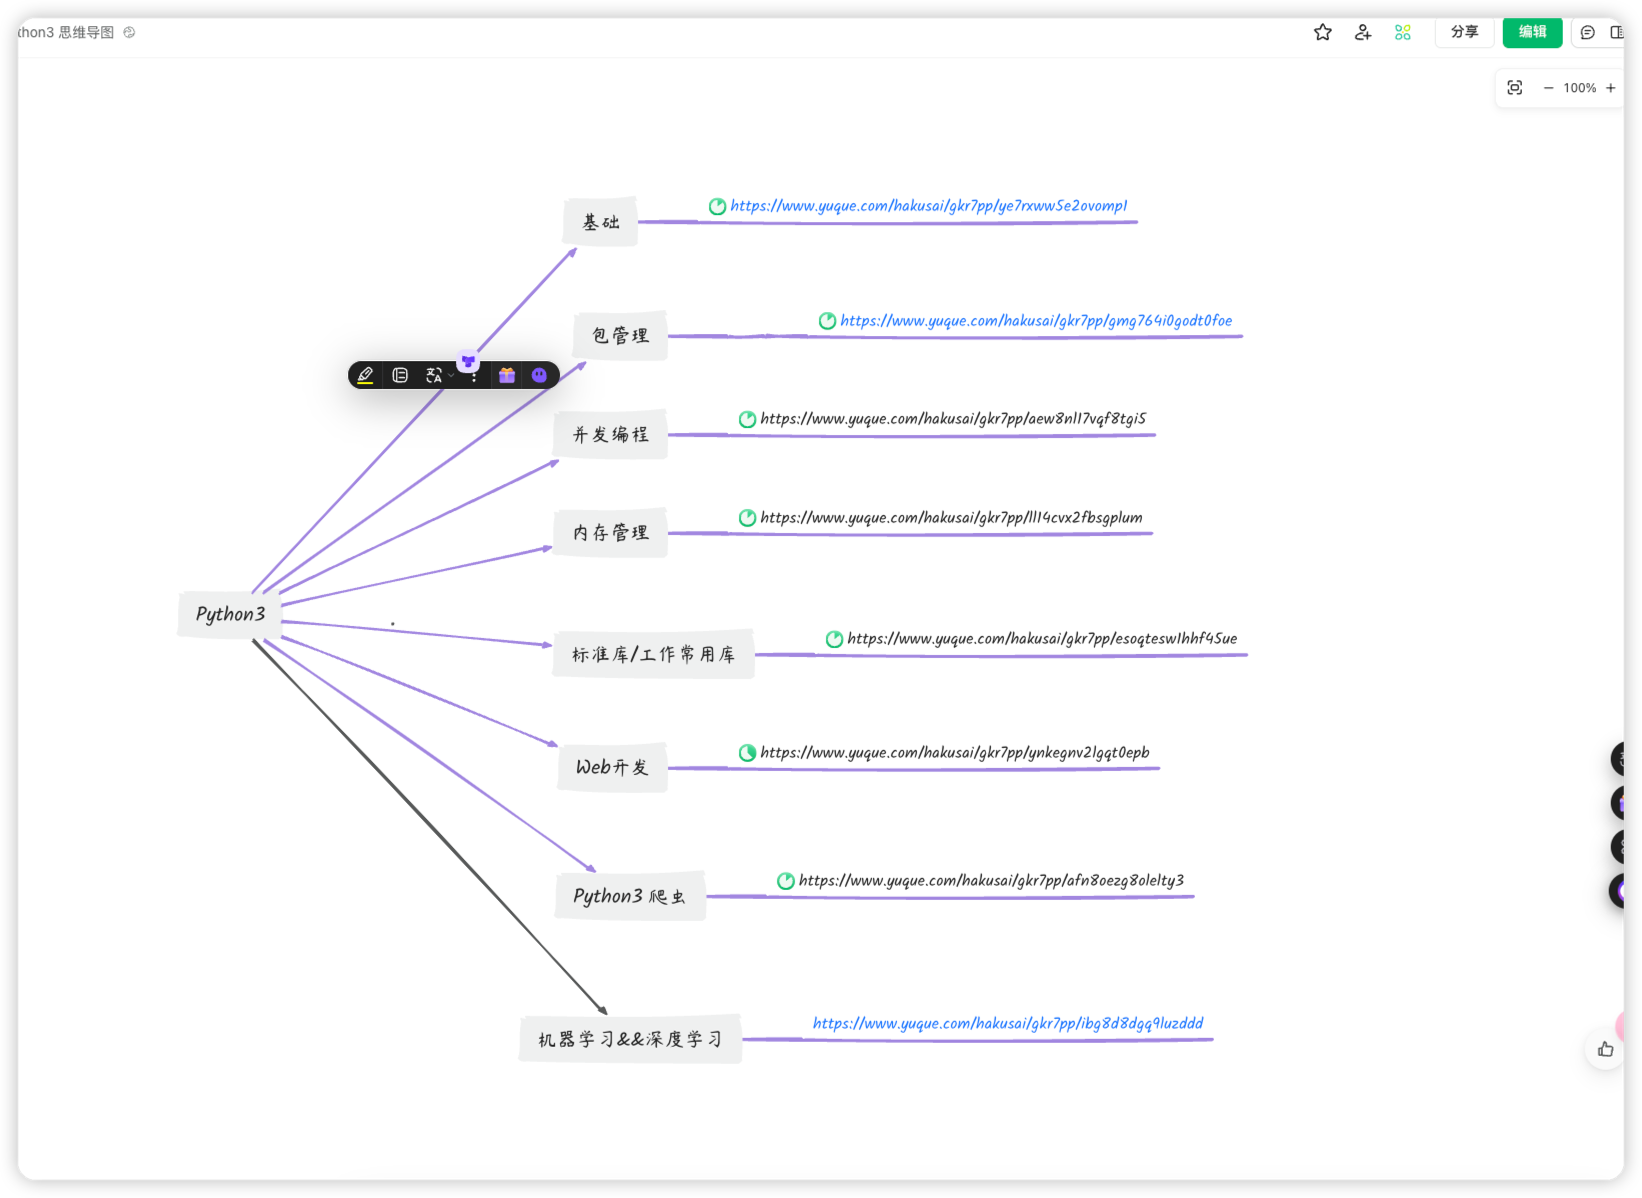 thon3 思维导图
分享
编辑
100%
基础
https://www.yuque.com/hakusai/gkr7pp/ye7rxww5e2ovomp1
包管理
https://www.yuque.com/hakusai/gkr7pp/gmg764i0godt0foe
并发编程
https://www.yuque.com/hakusai/gkr7pp/aew8nl17vqf8tgi5
内存管理
https://www.yuque.com/hakusai/gkr7pp/ll14cvx2fbsgplum
Python3
标准库/工作常用库
https://www.yuque.com/hakusai/gkr7pp/esoqtesw1hhf45ue
Web开发
https://www.yuque.com/hakusai/gkr7pp/ynkegnv2lgqt0epb
Python3 爬虫
https://www.yuque.com/hakusai/gkr7pp/afn8oezg8olelty3
机器学习&&深度学习
https://www.yuque.com/hakusai/gkr7pp/ibg8d8dgq9luzddd